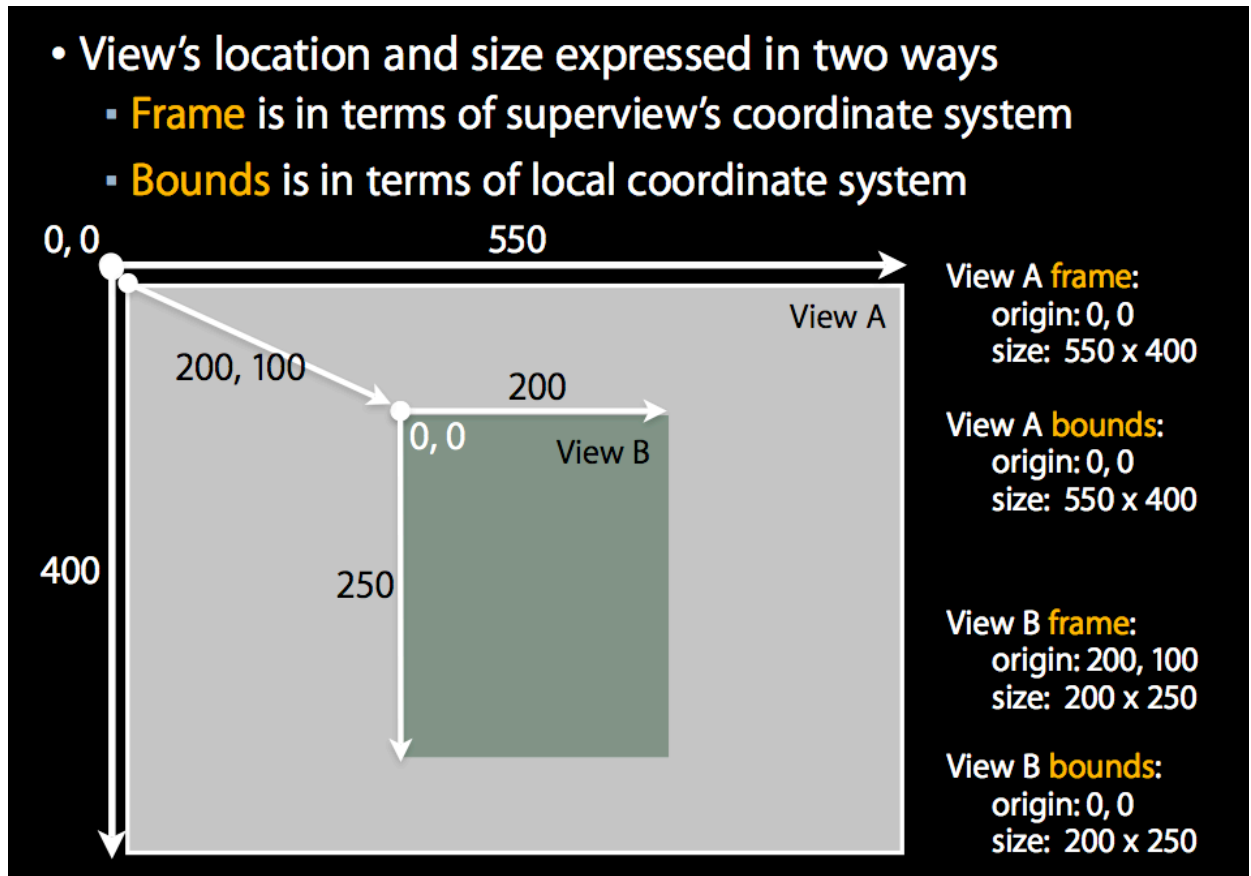 • View’s location and size expressed in two ways
▪ Frame is in terms of superview’s coordinate system
▪ Bounds is in terms of local coordinate system
0, 0
550
View A
200, 100
200
0, 0
View B
400
250
View A frame:
origin: 0, 0
size: 550 x 400
View A bounds:
origin: 0, 0
size: 550 x 400
View B frame:
origin: 200, 100
size: 200 x 250
View B bounds:
origin: 0, 0
size: 200 x 250